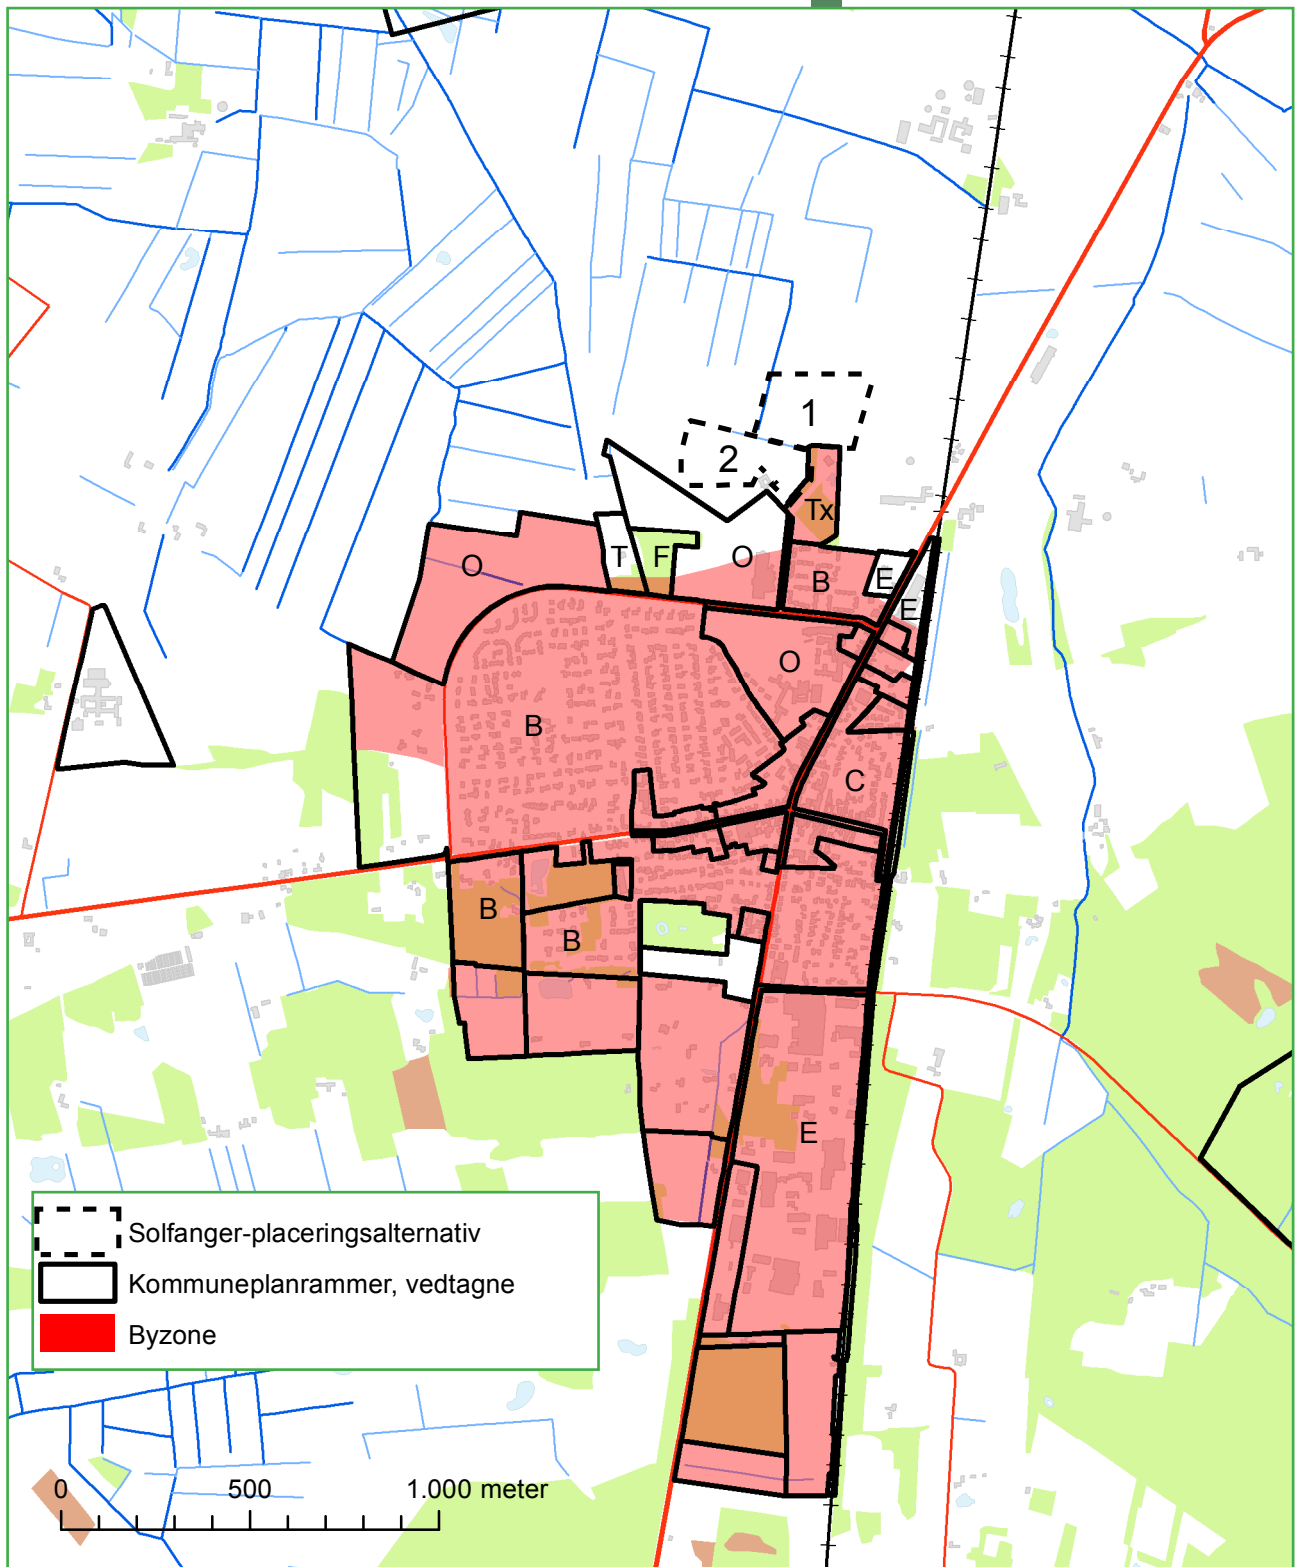 1
2
Tx
T
F
O
O
B
E
E
O
B
C
B
B
E
Solfanger-placeringsalternativ
Kommuneplanrammer, vedtagne
Byzone
0 500 1.000 meter